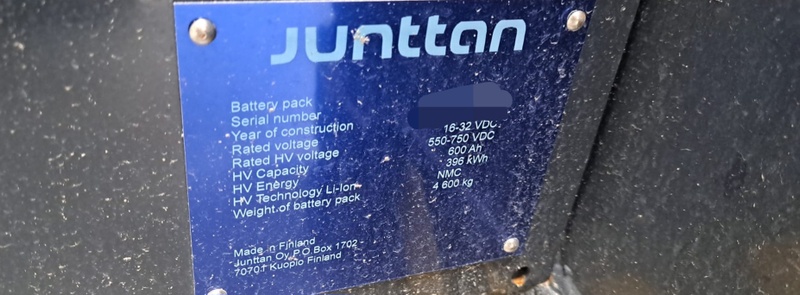 Junttan
Battery pack
Serial number
Year of construction
Rated voltage 16-32 VDC
Rated HV voltage 550-750 VDC
HV Capacity 600 Ah
HV Energy 396 kWh
HV Technology Li-Ion NMC
Weight of battery pack 4 600 kg
Made in Finland
Junttan Oy P O Box 1702
70701 Kuopio Finland